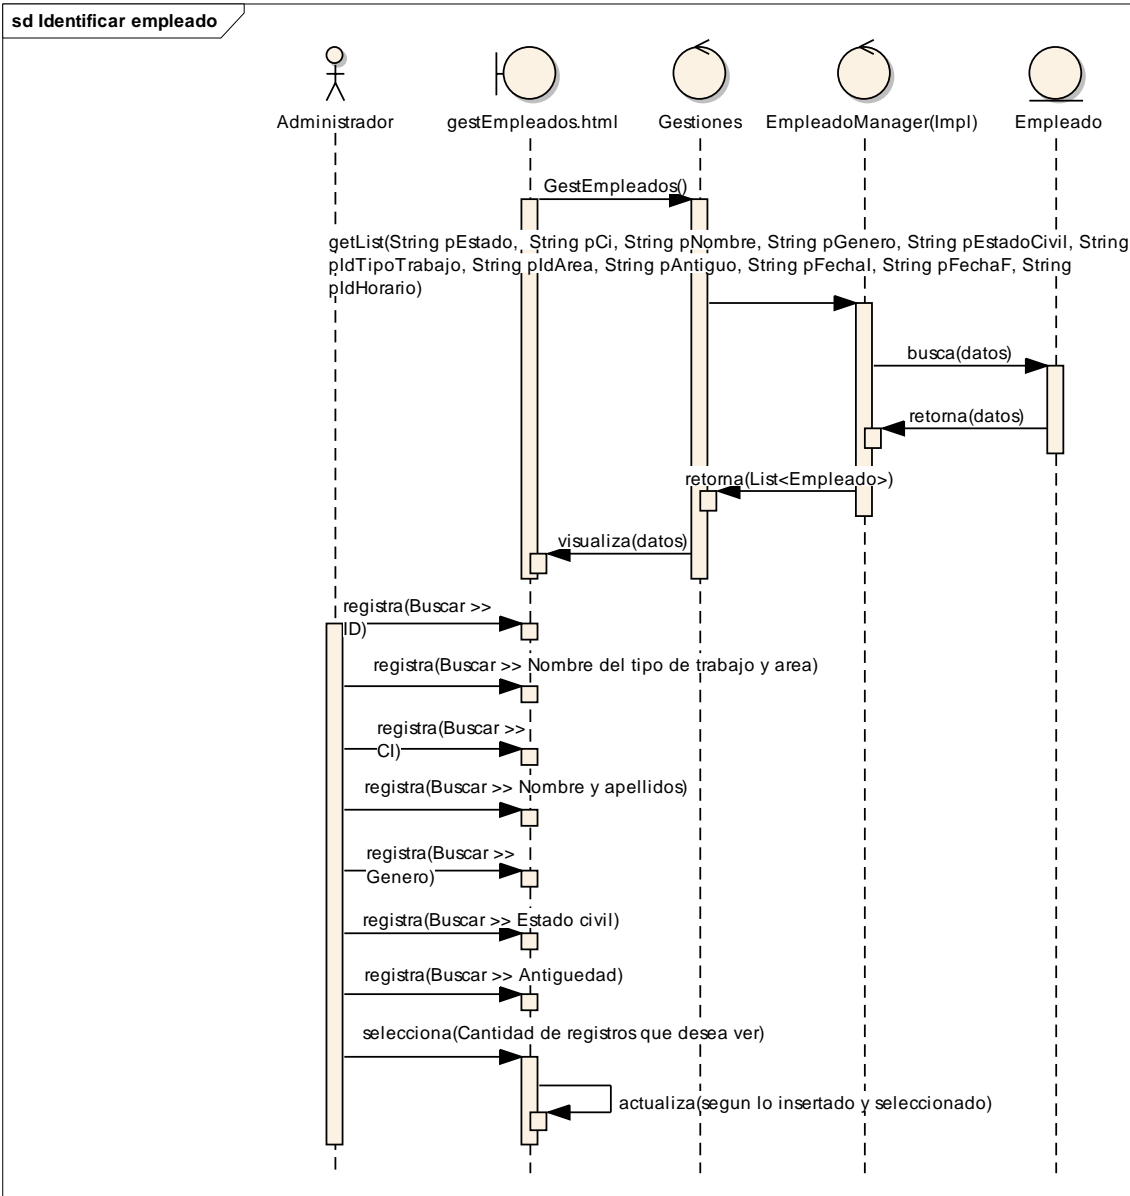 sd Identificar empleado
Administrador
gestEmpleados.html
Gestiones
EmpleadoManager(Impl)
Empleado
GestEmpleados()
getList(String pEstado, String pCi, String pNombre, String pGenero, String pEstadoCivil, String
pIdTipoTrabajo, String pIdArea, String pAntiguo, String pFechaI, String pFechaF, String
pIdHorario)
busca(datos)
retorna(datos)
retorna(List<Empleado>)
visualiza(datos)
registra(Buscar >>
ID)
registra(Buscar >> Nombre del tipo de trabajo y area)
registra(Buscar >>
CI)
registra(Buscar >> Nombre y apellidos)
registra(Buscar >>
Genero)
registra(Buscar >> Estado civil)
registra(Buscar >> Antiguedad)
selecciona(Cantidad de registros que desea ver)
actualiza(segun lo insertado y seleccionado)